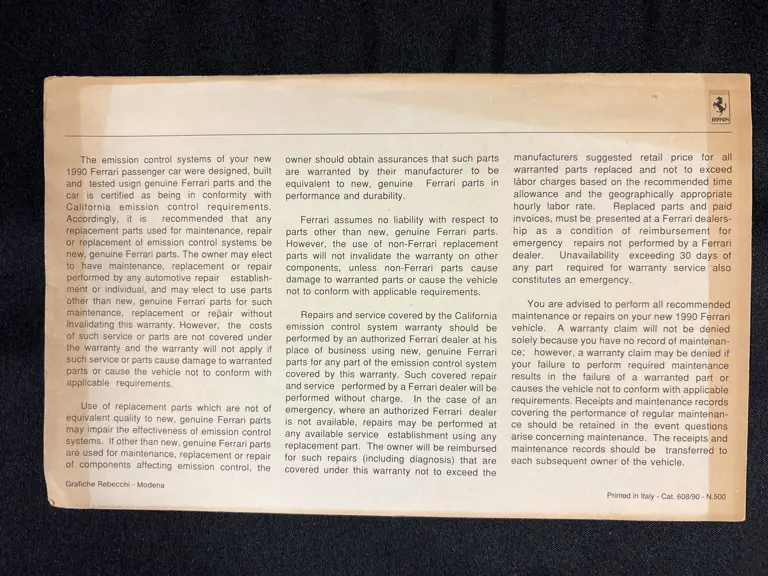 Ferrari
The emission control systems of your new
1990 Ferrari passenger car were designed, built
and tested usign genuine Ferrari parts and the
car is certified as being in conformity with
California emission control requirements.
Accordingly, it is recommended that any
replacement parts used for maintenance, repair
or replacement of emission control systems be
new, genuine Ferrari parts. The owner may elect
to have maintenance, replacement or repair
performed by any automotive repair establish-
ment or individual, and may elect to use parts
other than new, genuine Ferrari parts for such
maintenance, replacement or repair without
invalidating this warranty. However, the costs
of such service or parts are not covered under
the warranty and the warranty will not apply if
such service or parts cause damage to warranted
parts or cause the vehicle not to conform with
applicable requirements.
Use of replacement parts which are not of
equivalent quality to new, genuine Ferrari parts
may impair the effectiveness of emission control
systems. If other than new, genuine Ferrari parts
are used for maintenance, replacement or repair
of components affecting emission control, the
owner should obtain assurances that such parts
are warranted by their manufacturer to be
equivalent to new, genuine Ferrari parts in
performance and durability.
Ferrari assumes no liability with respect to
parts other than new, genuine Ferrari parts.
However, the use of non-Ferrari replacement
parts will not invalidate the warranty on other
components, unless non-Ferrari parts cause
damage to warranted parts or cause the vehicle
not to conform with applicable requirements.
Repairs and service covered by the California
emission control system warranty should be
performed by an authorized Ferrari dealer at his
place of business using new, genuine Ferrari
parts for any part of the emission control system
covered by this warranty. Such covered repair
and service performed by a Ferrari dealer will be
performed without charge. In the case of an
emergency, where an authorized Ferrari dealer
is not available, repairs may be performed at
any available service establishment using any
replacement part. The owner will be reimbursed
for such repairs (including diagnosis) that are
covered under this warranty not to exceed the
manufacturers suggested retail price for all
warranted parts replaced and not to exceed
labor charges based on the recommended time
allowance and the geographically appropriate
hourly labor rate. Replaced parts and paid
invoices, must be presented at a Ferrari dealers-
hip as a condition of reimbursement for
emergency repairs not performed by a Ferrari
dealer. Unavailability exceeding 30 days of
any part required for warranty service also
constitutes an emergency.
You are advised to perform all recommended
maintenance or repairs on your new 1990 Ferrari
vehicle. A warranty claim will not be denied
solely because you have no record of maintenan-
ce; however, a warranty claim may be denied if
your failure to perform required maintenance
results in the failure of a warranted part or
causes the vehicle not to conform with applicable
requirements. Receipts and maintenance records
covering the performance of regular maintenan-
ce should be retained in the event questions
arise concerning maintenance. The receipts and
maintenance records should be transferred to
each subsequent owner of the vehicle.
Grafiche Rebecchi - Modena
Printed in Italy - Cat. 608/90 - N.500